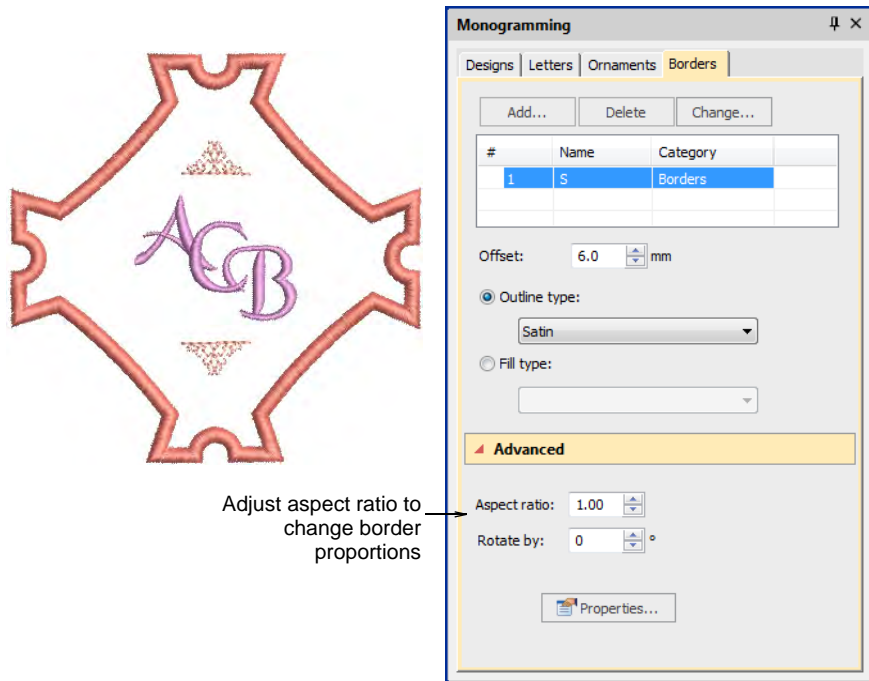 Monogramming
Designs Letters Ornaments Borders
Add... Delete Change...
# Name Category
1 S Borders
Offset: 6.0 mm
Outline type:
Satin
Fill type:
Advanced
Adjust aspect ratio to
change border
proportions
Aspect ratio: 1.00
Rotate by: 0 °
Properties...
ACB